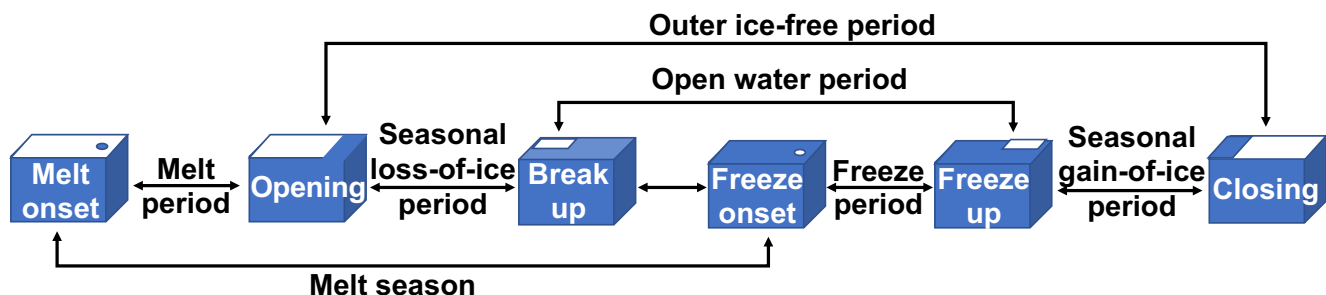 Outer ice-free period
Open water period
Melt
onset
Melt
period
Opening
Seasonal
loss-of-ice
period
Break
up
Freeze
onset
Freeze
period
Freeze
up
Seasonal
gain-of-ice
period
Closing
Melt season